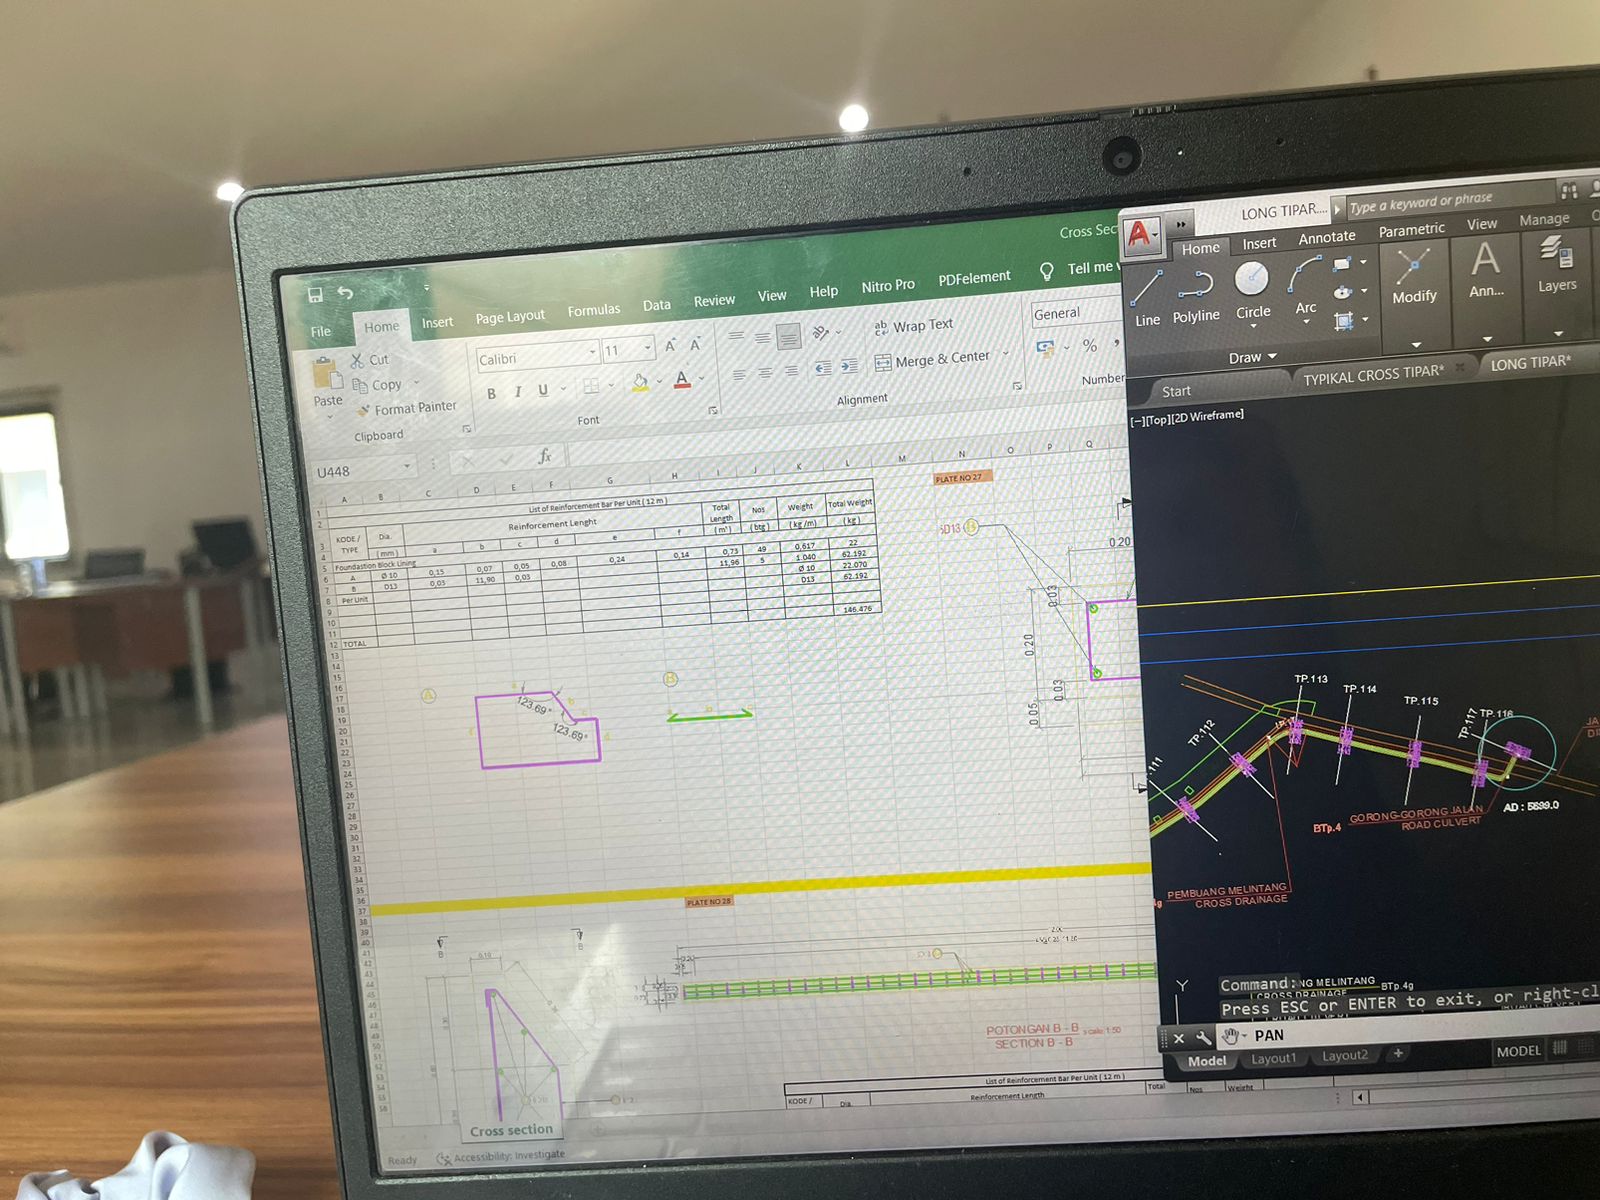 Cross Sec
File
Home
Insert
Page Layout
Formulas
Data
Review
View
Help
Nitro Pro
PDFelement
Tell me
Cut
Copy
Format Painter
Paste
Clipboard
Calibri
11
B I U
Font
Wrap Text
Merge & Center
Alignment
General
%
Number
U448
fx
A B C D E F G H I J K L M N O P Q
List of Reinforcement Bar Per Unit ( 12 m )
KODE / TYPE
Dia.
(mm)
Reinforcement Lenght
a b c d e f
Total Length
( m' )
Nos
( btg )
Weight
( kg/m )
Total Weight
( kg )
Foundastion Block Lining
A Ø 10 0,15 0,07 0,05 0,08 0,24 0,14 0,73 49 0,617 22
B D13 0,03 11,90 0,03 11,96 5 1.040 62.192
Per Unit Ø 10 22.070
D13 62.192
TOTAL 146.476
PLATE NO 27
B
0.20
0.03
0.20
0.03
0.05
A
123.69°
123.69°
B
PLATE NO 28
B
B
0.10
POTONGAN B - B
SECTION B - B
scale 1:50
List of Reinforcement Bar Per Unit ( 12 m )
KODE /
Dia.
Reinforcement Length
Total
Nos
Weight
Cross section
Ready
Accessibility: Investigate
LONG TIPAR....
Type a keyword or phrase
Home
Insert
Annotate
Parametric
View
Manage
Line
Polyline
Circle
Arc
Modify
Ann...
Layers
Draw
Start
TYPIKAL CROSS TIPAR*
LONG TIPAR*
[−][Top][2D Wireframe]
TP.113
TP.114
TP.115
TP.116
TP.117
TP.112
GORONG-GORONG JALAN
ROAD CULVERT
BTp.4
AD : 5899.0
PEMBUANG MELINTANG
CROSS DRAINAGE
NG MELINTANG
CROSS DRAINAGE
BTp.4g
Y
Command:
Press ESC or ENTER to exit, or right-cl
PAN
Model
Layout1
Layout2
+
MODEL